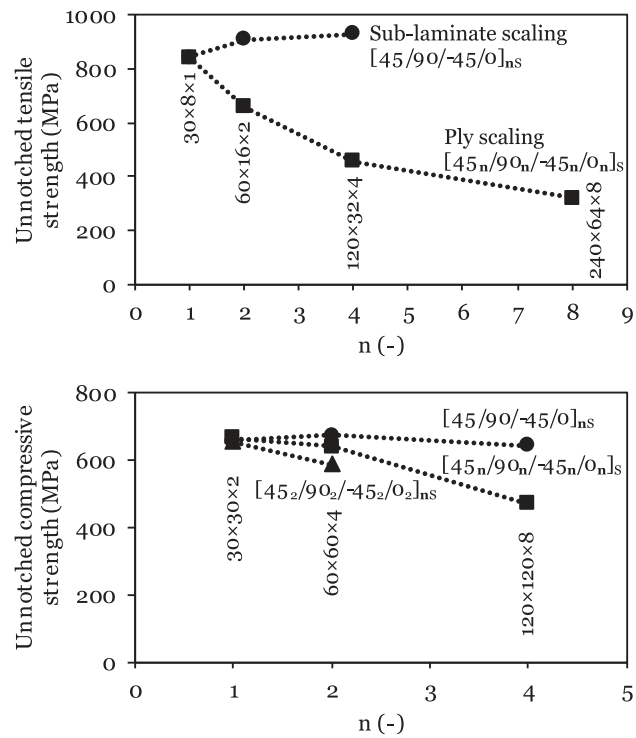 Unnotched tensile
strength (MPa)
1000
800
600
400
200
0
Sub-laminate scaling
[45/90/-45/0]nS
Ply scaling
[45n/90n/-45n/0n]S
30×8×1
60×16×2
120×32×4
240×64×8
0 1 2 3 4 5 6 7 8 9
n (-)
Unnotched compressive
strength (MPa)
800
600
400
200
0
[45/90/-45/0]nS
[45n/90n/-45n/0n]S
[452/902/-452/02]nS
30×30×2
60×60×4
120×120×8
0 1 2 3 4 5
n (-)